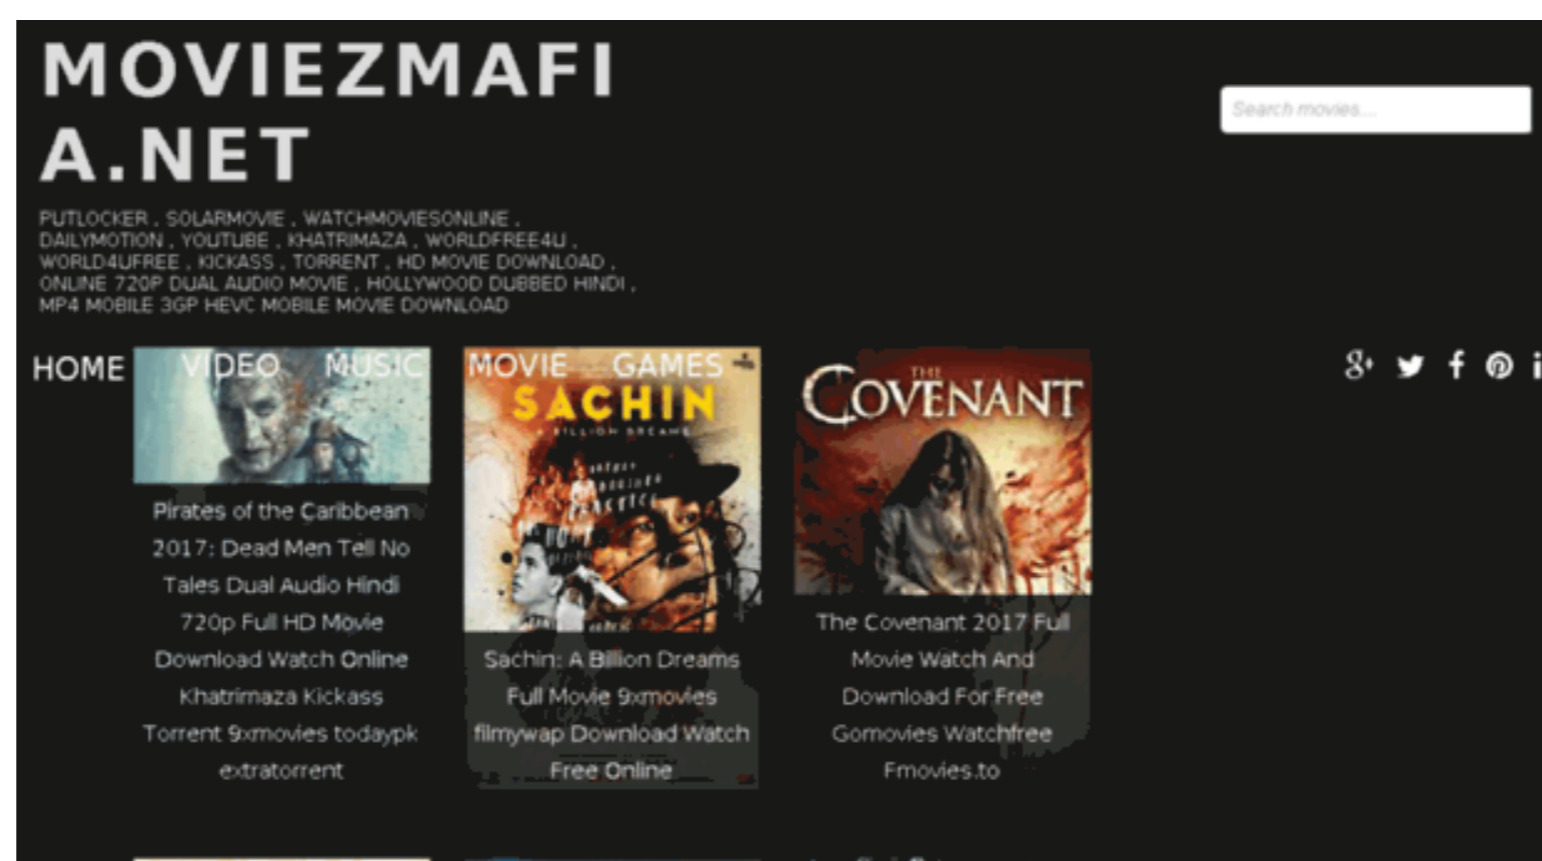 MOVIEZMAFI
A.NET
Search movies....
PUTLOCKER , SOLARMOVIE , WATCHMOVIESONLINE ,
DAILYMOTION , YOUTUBE , KHATRIMAZA , WORLDFREE4U ,
WORLD4UFREE , KICKASS , TORRENT , HD MOVIE DOWNLOAD ,
ONLINE 720P DUAL AUDIO MOVIE , HOLLYWOOD DUBBED HINDI ,
MP4 MOBILE 3GP HEVC MOBILE MOVIE DOWNLOAD
HOME VIDEO MUSIC MOVIE GAMES
SACHIN
A BILLION DREAMS
THE
COVENANT
Pirates of the Caribbean
2017: Dead Men Tell No
Tales Dual Audio Hindi
720p Full HD Movie
Download Watch Online
Khatrimaza Kickass
Torrent 9xmovies todaypk
extratorrent
Sachin: A Billion Dreams
Full Movie 9xmovies
filmywap Download Watch
Free Online
The Covenant 2017 Full
Movie Watch And
Download For Free
Gomovies Watchfree
Fmovies.to